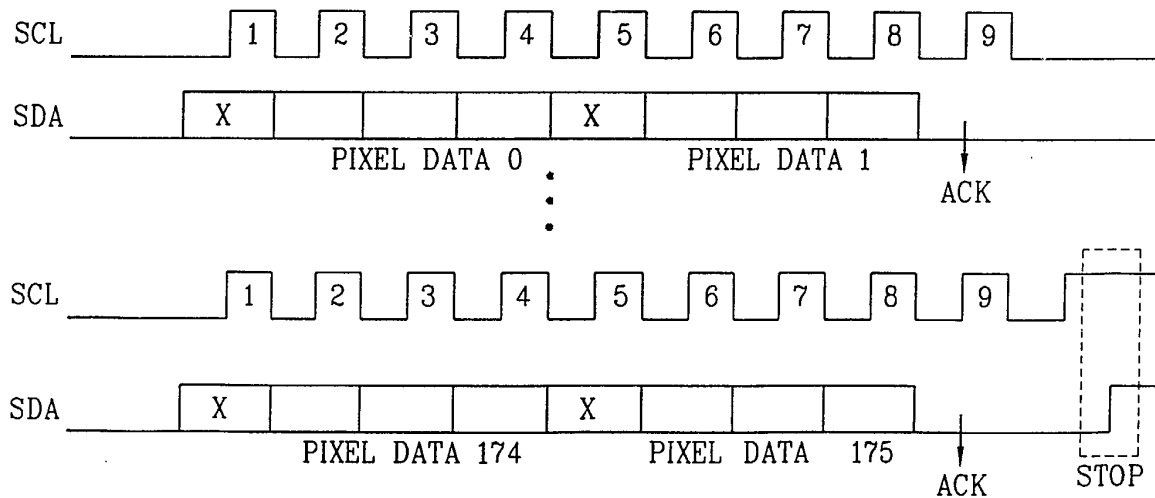 SCL 1 2 3 4 5 6 7 8 9
SDA X X
PIXEL DATA 0 PIXEL DATA 1
ACK
SCL 1 2 3 4 5 6 7 8 9
SDA X X
PIXEL DATA 174 PIXEL DATA 175
ACK STOP